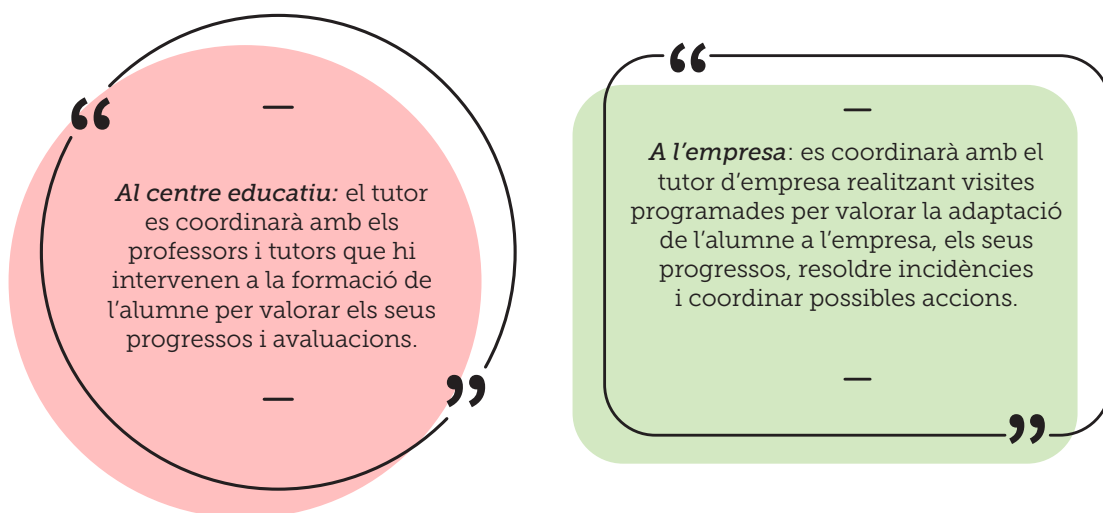 “
—
Al centre educatiu: el tutor
es coordinarà amb els
professors i tutors que hi
intervenen a la formació de
l’alumne per valorar els seus
progressos i avaluacions.
—
”
“
—
A l’empresa: es coordinarà amb el
tutor d’empresa realitzant visites
programades per valorar la adaptació
de l’alumne a l’empresa, els seus
progressos, resoldre incidències
i coordinar possibles accions.
—
”